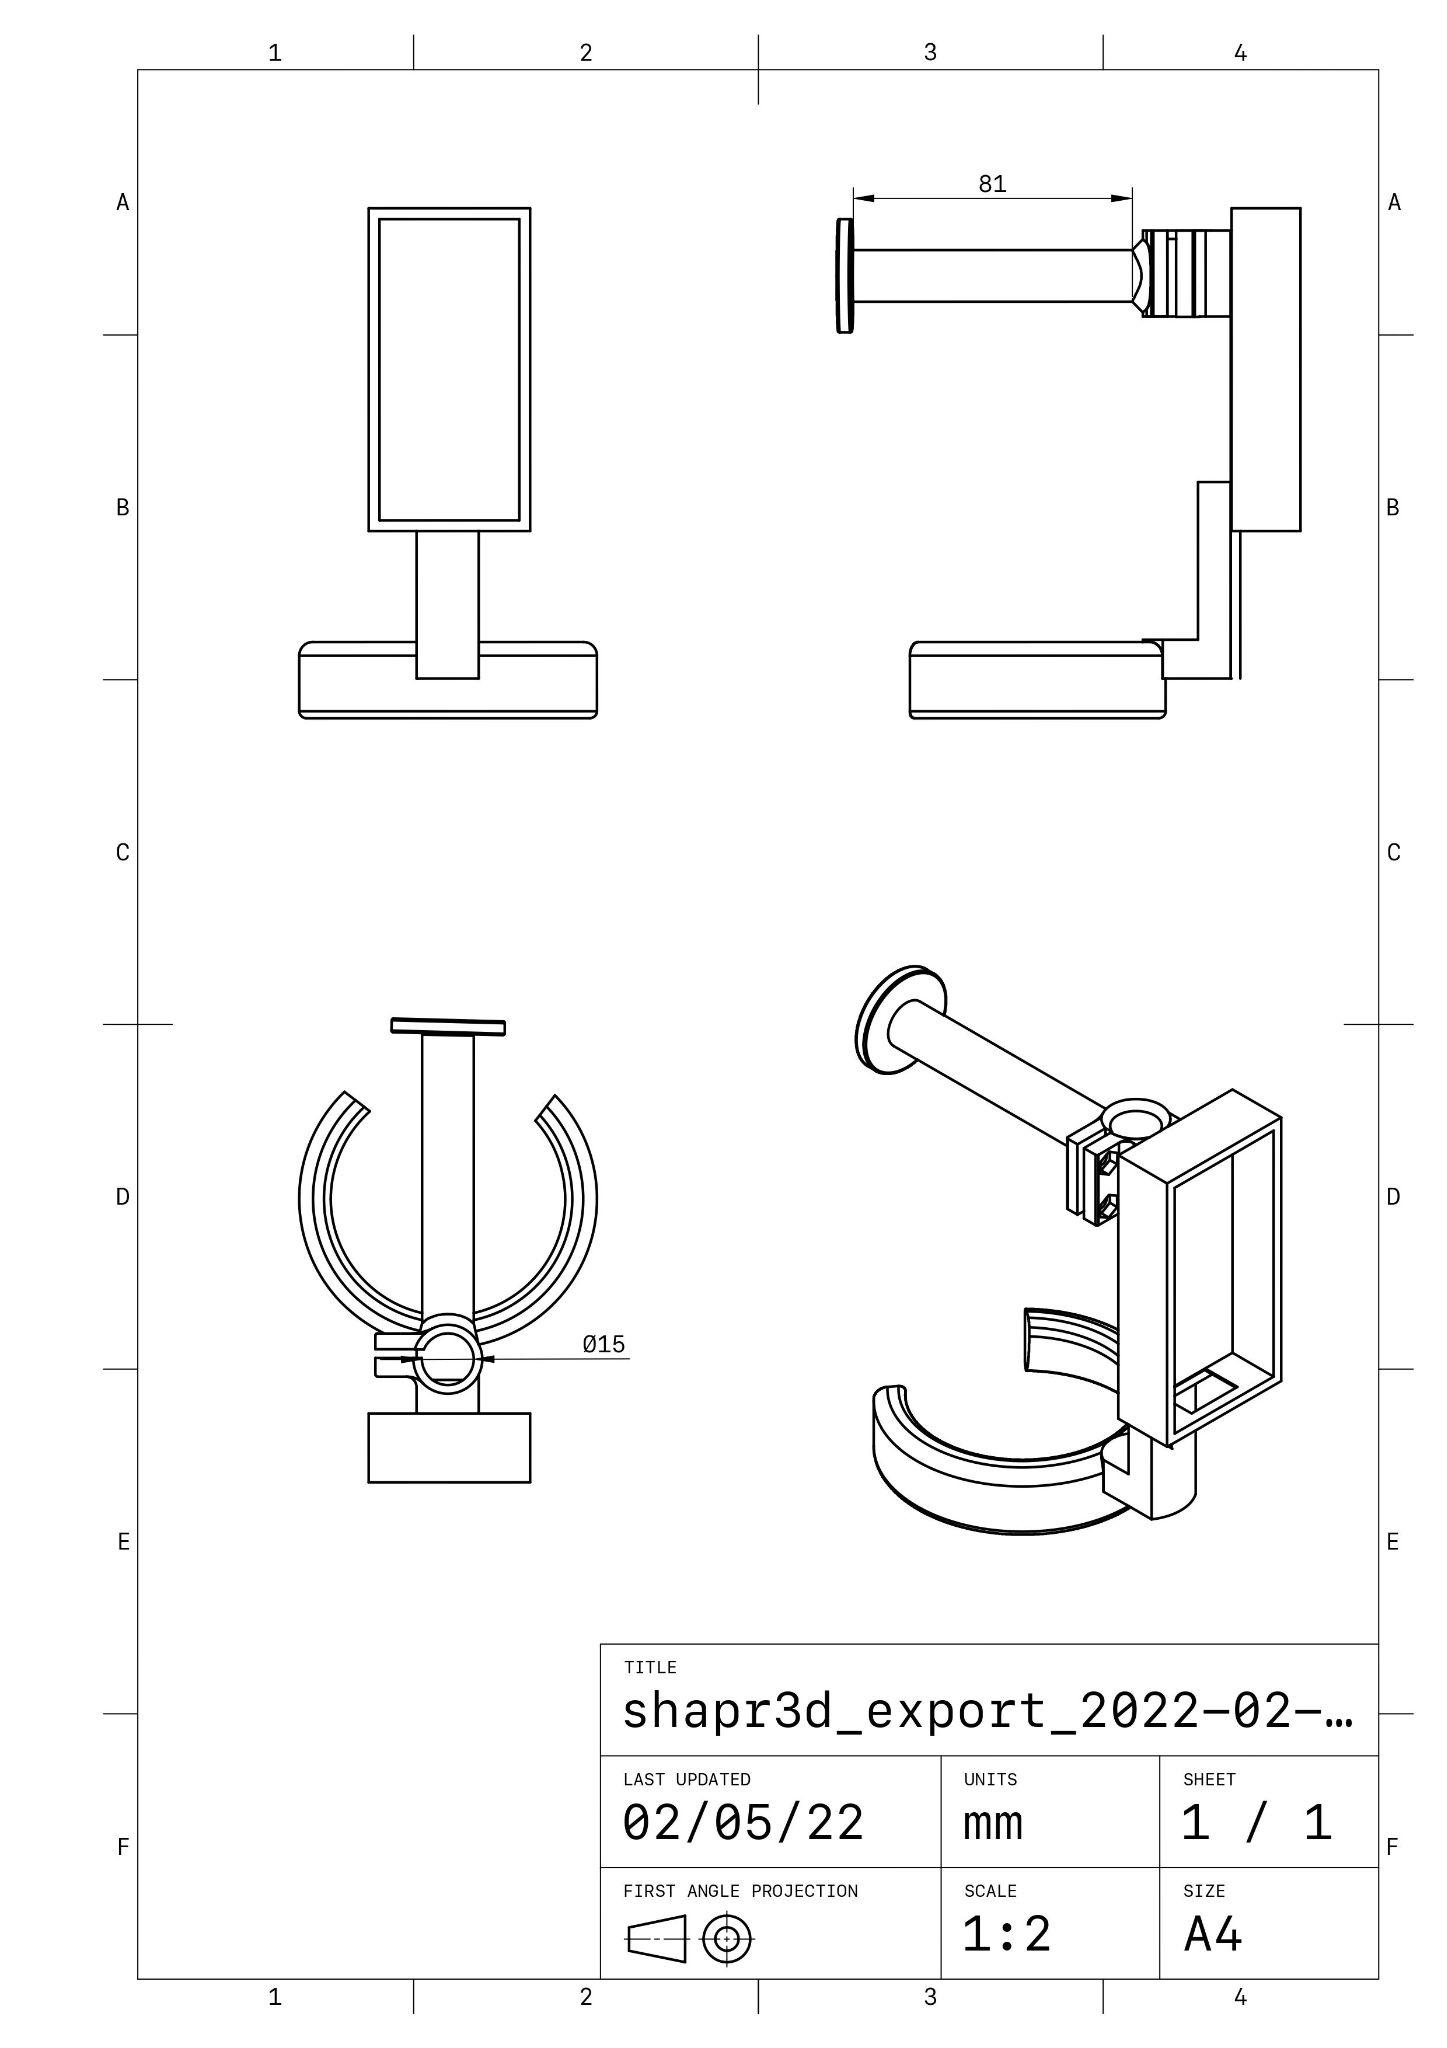 1 2 3 4
A A
81
B B
C C
D D
Ø15
E E
TITLE
shapr3d_export_2022-02-…
LAST UPDATED UNITS SHEET
02/05/22 mm 1 / 1
F F
FIRST ANGLE PROJECTION SCALE SIZE
1:2 A4
1 2 3 4